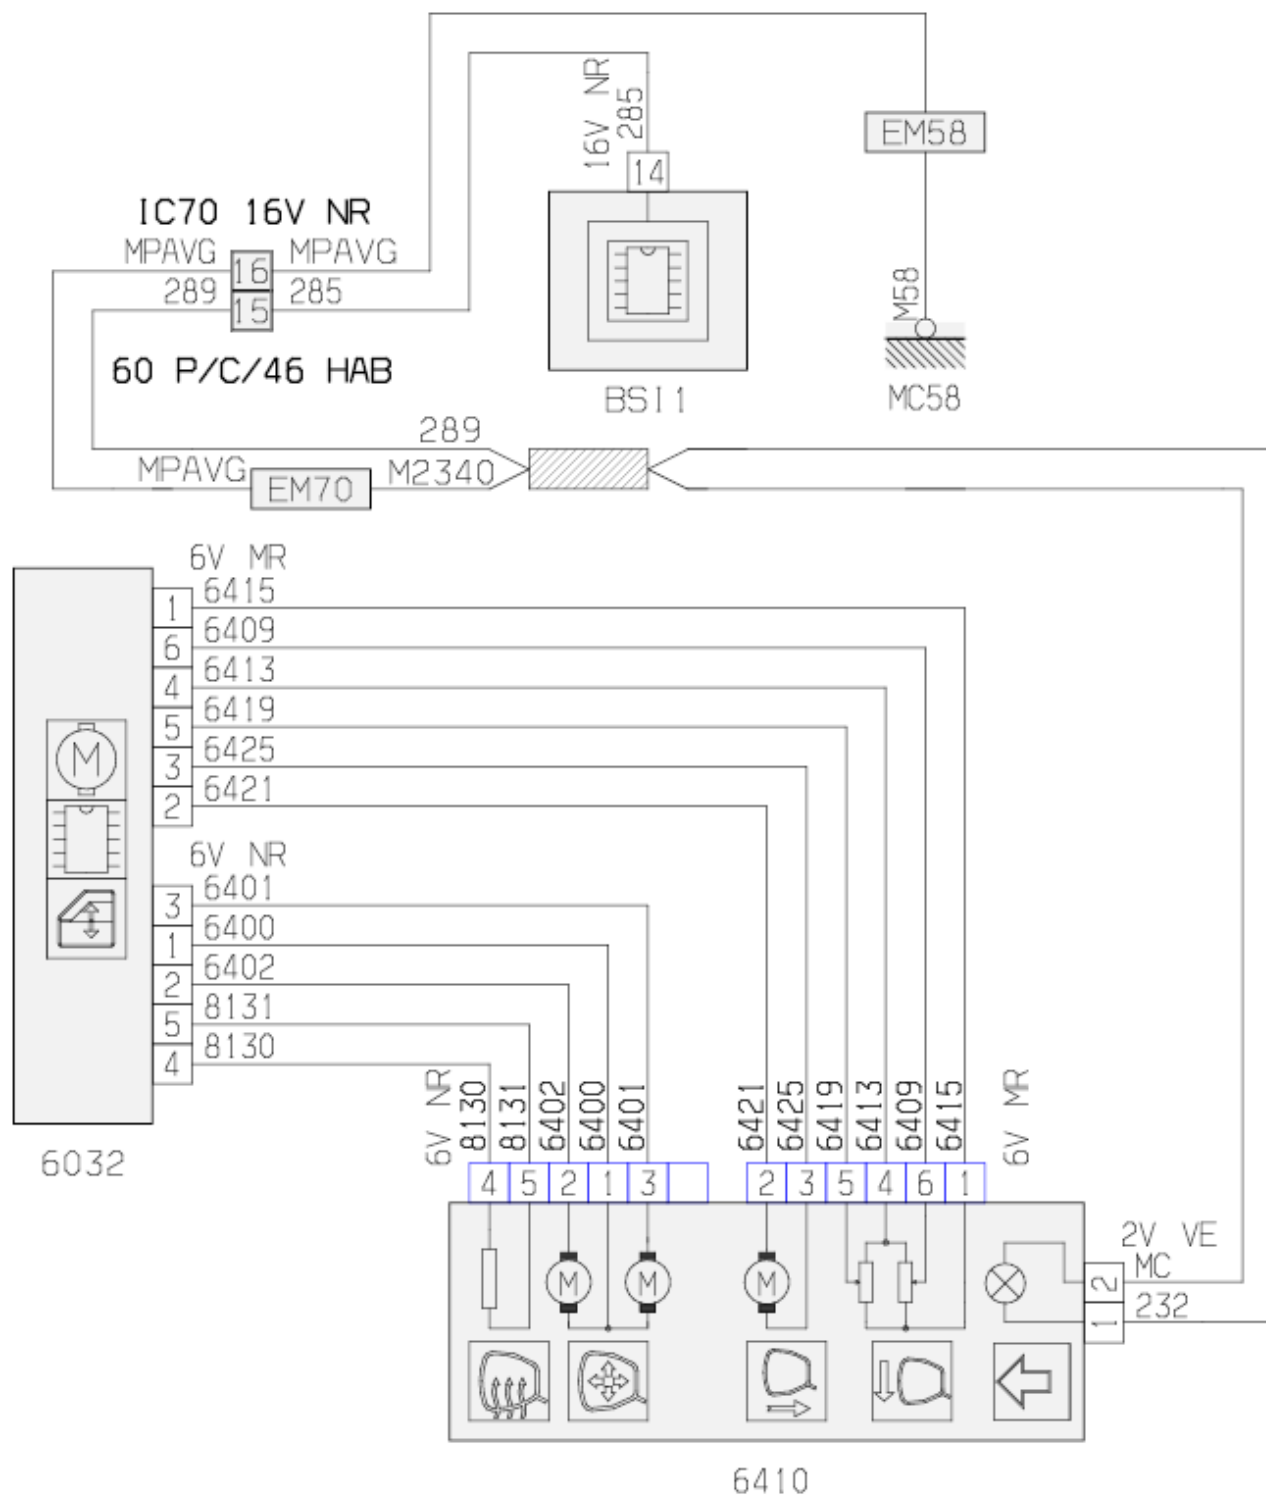 16V NR
285
EM58
14
IC70 16V NR
MPAVG 16 MPAVG
289 15 285
M58
60 P/C/46 HAB
BSI1
MC58
289
MPAVG EM70 M2340
6V MR
1 6415
6 6409
4 6413
5 6419
3 6425
2 6421
6V NR
3 6401
1 6400
2 6402
5 8131
4 8130
M
6032
6V NR 8130 8131 6402 6400 6401 6421 6425 6419 6413 6409 6415 6V MR
4 5 2 1 3 2 3 5 4 6 1
2V VE
MC
M M M 2
232
1
6410